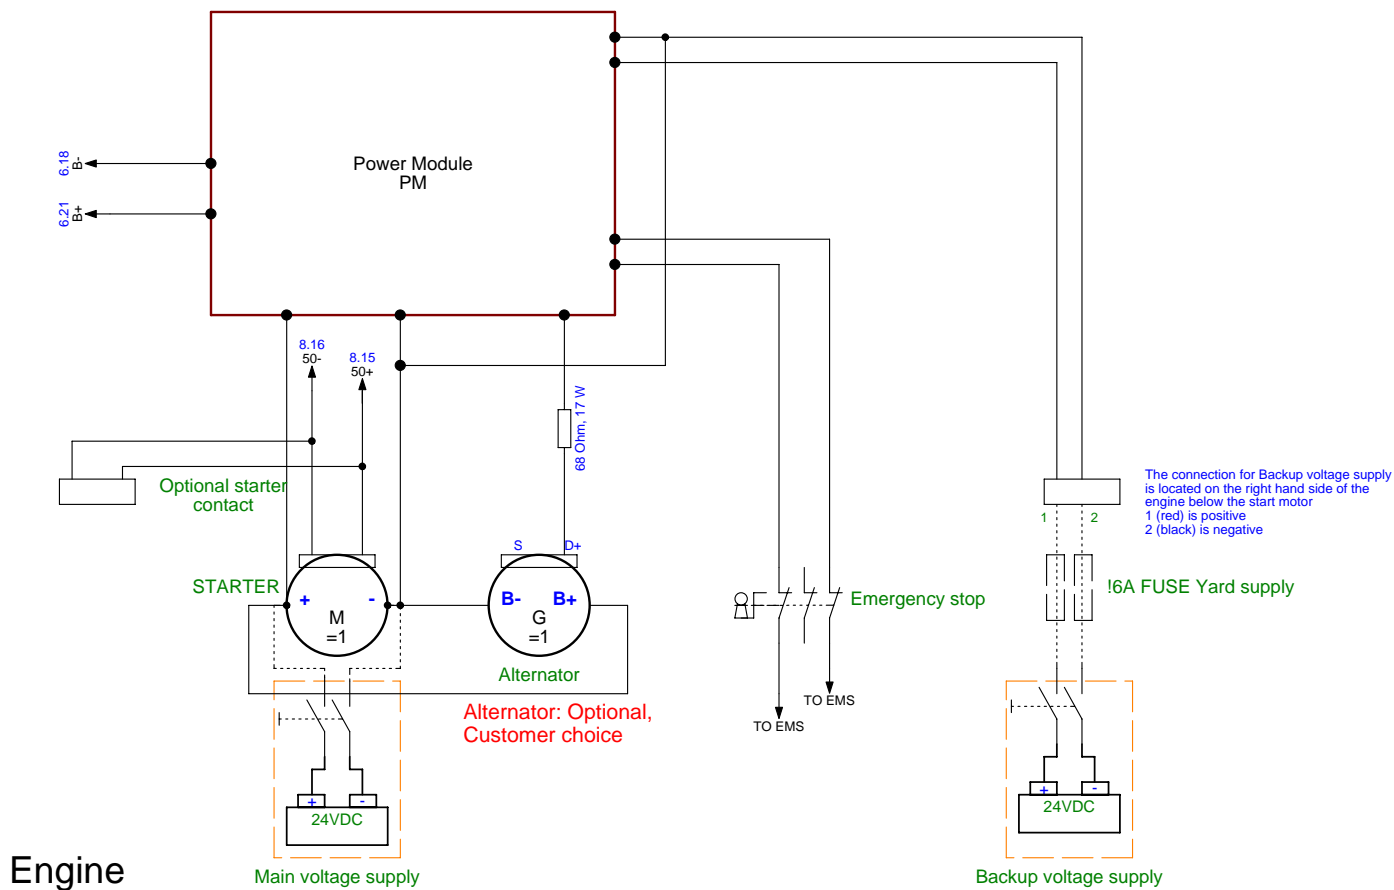 Power Module
PM
6.18
B-
6.21
B+
8.16
50-
8.15
50+
68 Ohm, 17 W
Optional starter
contact
The connection for Backup voltage supply
is located on the right hand side of the
engine below the start motor
1 (red) is positive
2 (black) is negative
1
2
S
D+
STARTER
+
-
M
=1
B-
B+
G
=1
Emergency stop
!6A FUSE Yard supply
Alternator
TO EMS
TO EMS
Alternator: Optional,
Customer choice
+
-
24VDC
+
-
24VDC
Engine
Main voltage supply
Backup voltage supply